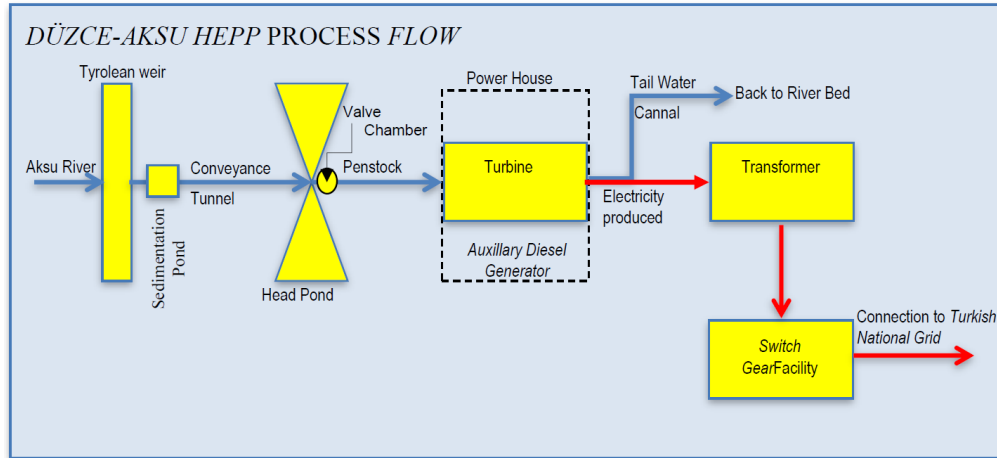 DÜZCE-AKSU HEPP PROCESS FLOW
Tyrolean weir
Aksu River
Sedimentation
Pond
Conveyance
Tunnel
Valve
Chamber
Head Pond
Penstock
Power House
Turbine
Auxillary Diesel
Generator
Tail Water
Cannal
Back to River Bed
Electricity
produced
Transformer
Switch
GearFacility
Connection to Turkish
National Grid